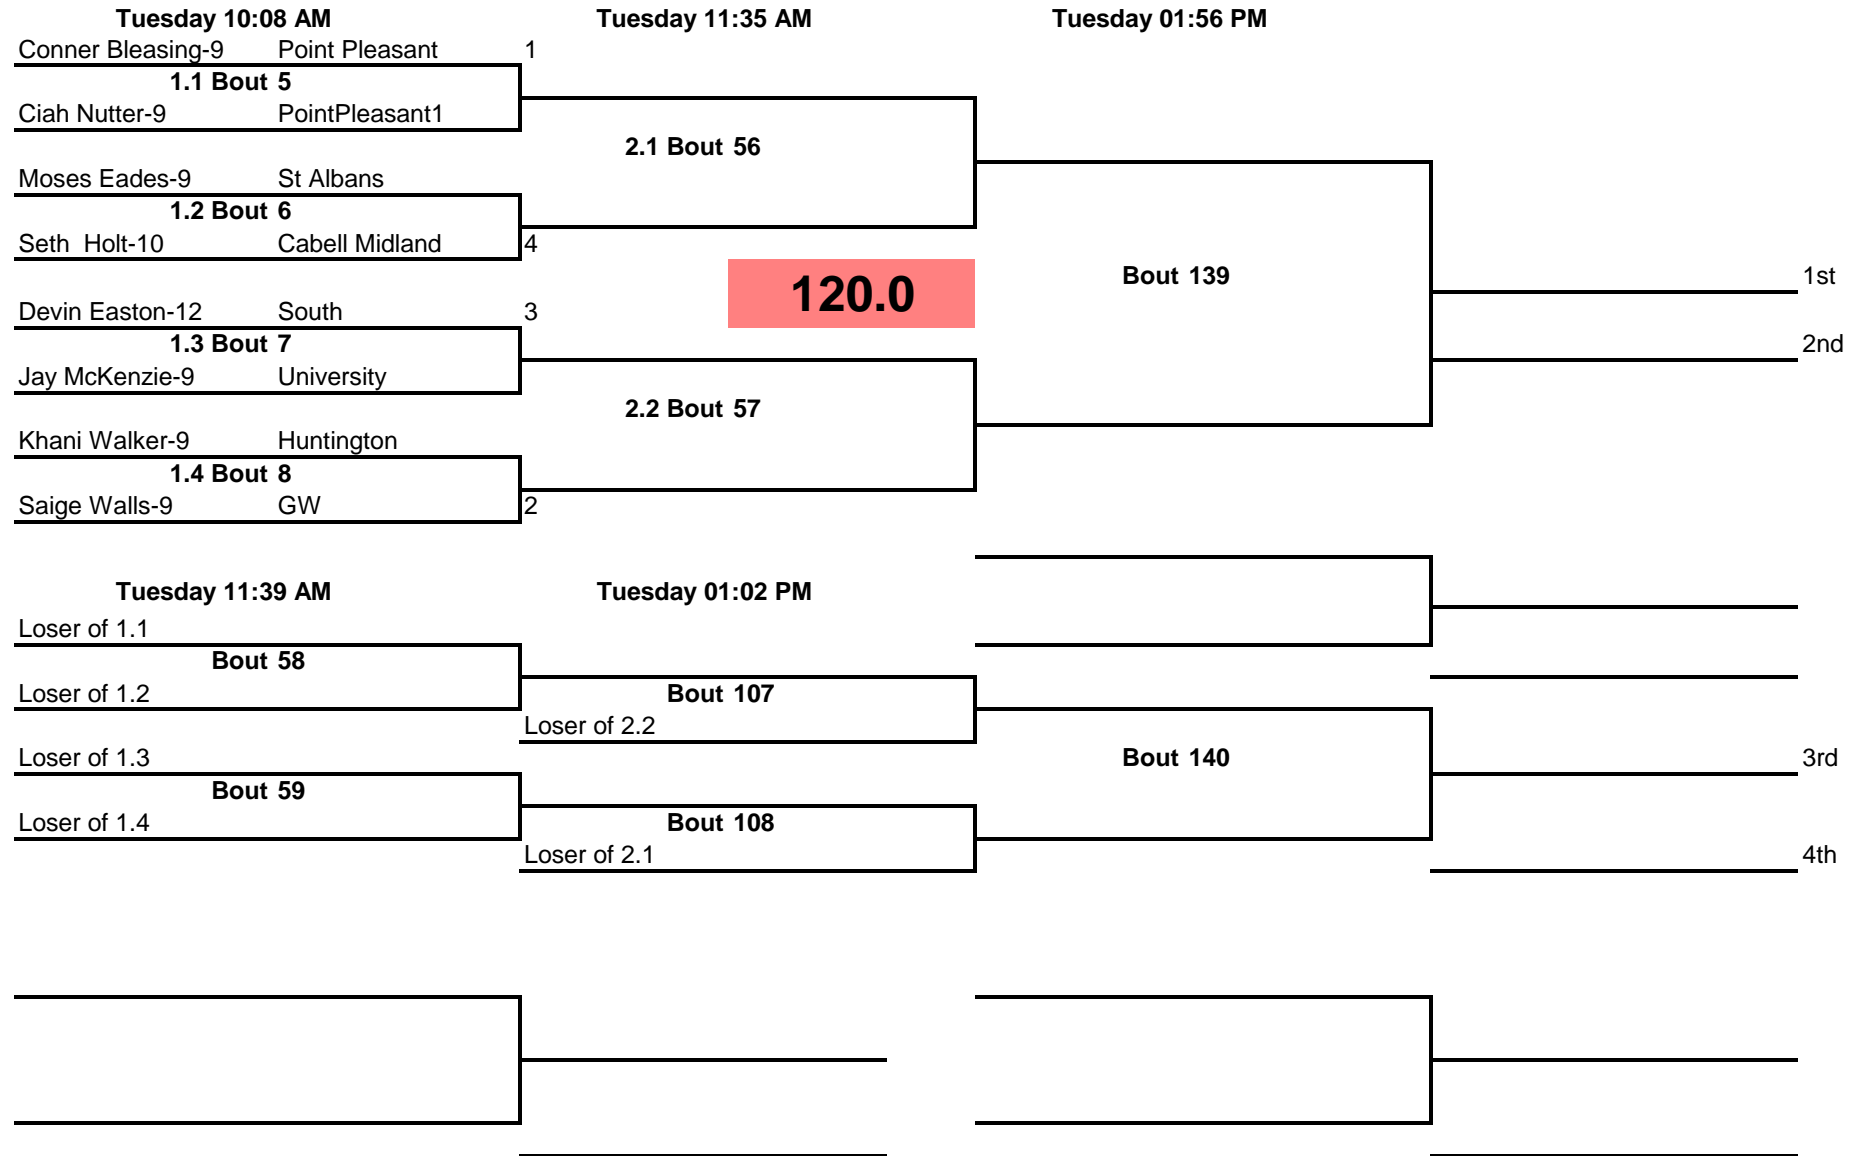 Tuesday 10:08 AM Tuesday 11:35 AM Tuesday 01:56 PM
Conner Bleasing-9 Point Pleasant 1
1.1 Bout 5
Ciah Nutter-9 PointPleasant1
2.1 Bout 56
Moses Eades-9 St Albans
1.2 Bout 6
Seth  Holt-10 Cabell Midland 4
120.0 Bout 139 1st
Devin Easton-12 South 3
1.3 Bout 7 2nd
Jay McKenzie-9 University
2.2 Bout 57
Khani Walker-9 Huntington
1.4 Bout 8
Saige Walls-9 GW 2
Tuesday 11:39 AM Tuesday 01:02 PM
Loser of 1.1
Bout 58
Loser of 1.2 Bout 107
Loser of 2.2
Loser of 1.3 Bout 140 3rd
Bout 59
Loser of 1.4 Bout 108
Loser of 2.1 4th